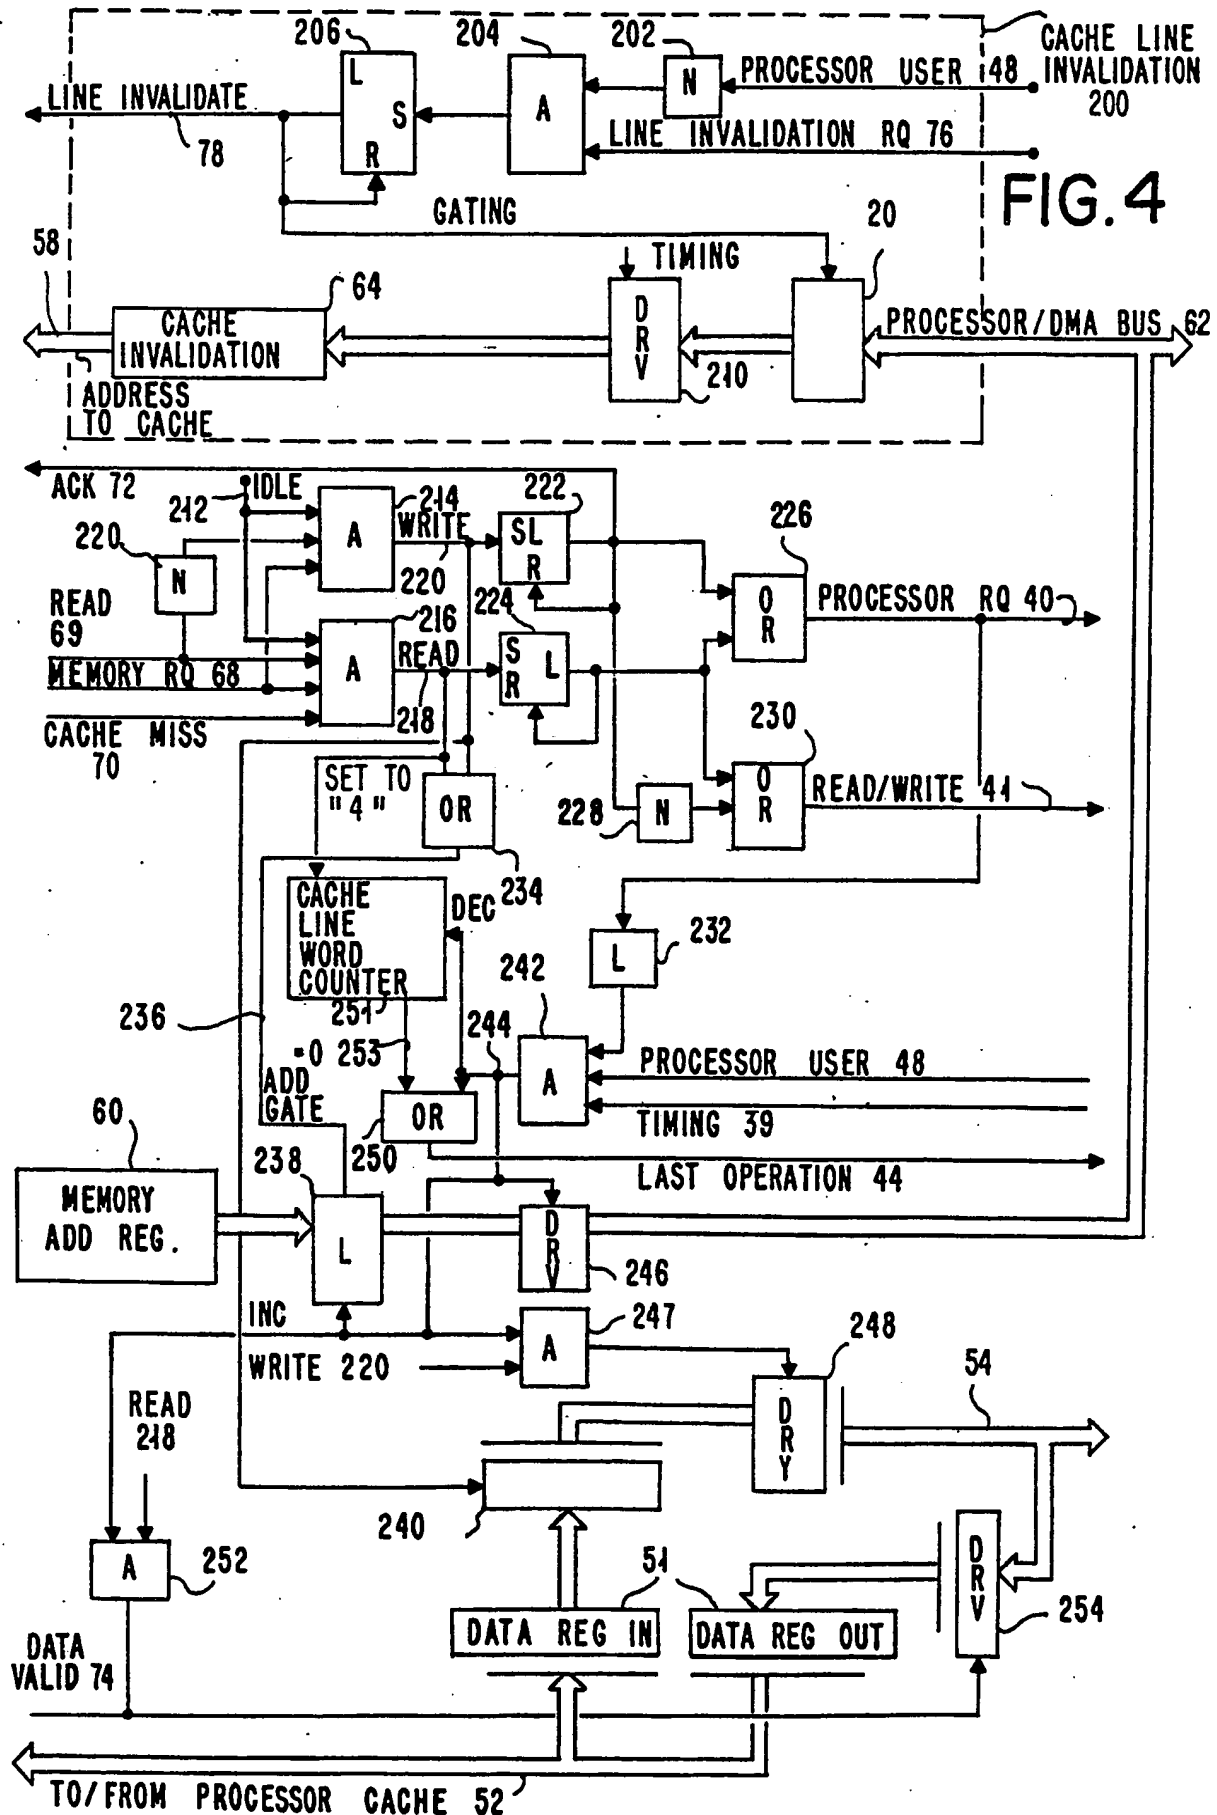 206
204
202
CACHE LINE
INVALIDATION
200
L
S
R
A
N
PROCESSOR USER 48
LINE INVALIDATE
78
LINE INVALIDATION RQ 76
FIG. 4
GATING
20
58
TIMING
64
CACHE
INVALIDATION
D
R
V
210
PROCESSOR/DMA BUS 62
ADDRESS
TO CACHE
ACK 72
IDLE
212
214
222
226
220
N
A
WRITE
220
SL
R
O
R
PROCESSOR RQ 40
READ
69
216
224
MEMORY RQ 68
A
READ
218
S
R
L
CACHE MISS
70
230
SET TO
"4"
OR
234
228
N
O
R
READ/WRITE 41
CACHE
LINE
WORD
COUNTER
251
DEC
L
232
236
242
244
=0 253
A
PROCESSOR USER 48
TIMING 39
ADD
GATE
OR
250
LAST OPERATION 44
60
238
MEMORY
ADD REG.
L
D
R
V
246
INC
WRITE 220
A
247
248
54
READ
218
D
R
Y
240
A
252
51
D
R
V
254
DATA REG IN
DATA REG OUT
DATA
VALID 74
TO/FROM PROCESSOR CACHE 52